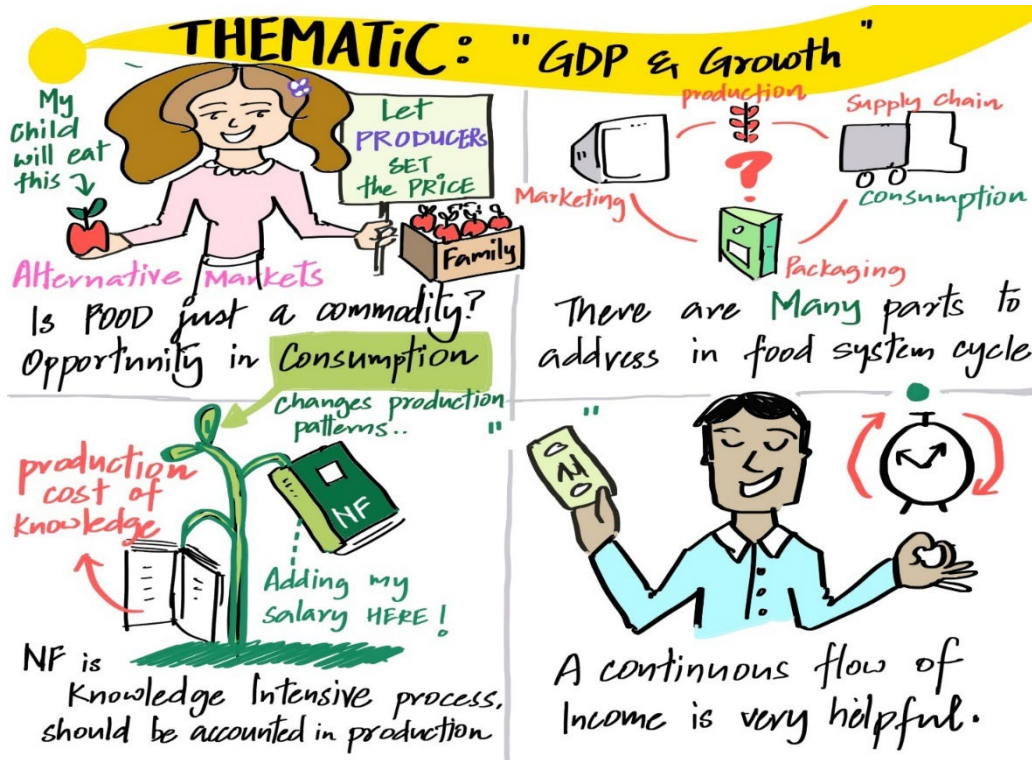 THEMATIC: "GDP & Growth"
My
Child
will eat
this
Let
PRODUCERS
SET
the PRICE
Family
Alternative Markets
Is FOOD just a commodity?
Opportunity in Consumption
production
Supply Chain
Marketing
?
Consumption
Packaging
There are Many parts to
address in food system cycle
changes production
patterns..
production
cost of
Knowledge
NF
Adding my
salary HERE!
NF is
Knowledge Intensive process,
should be accounted in production
A continuous flow of
Income is very helpful.